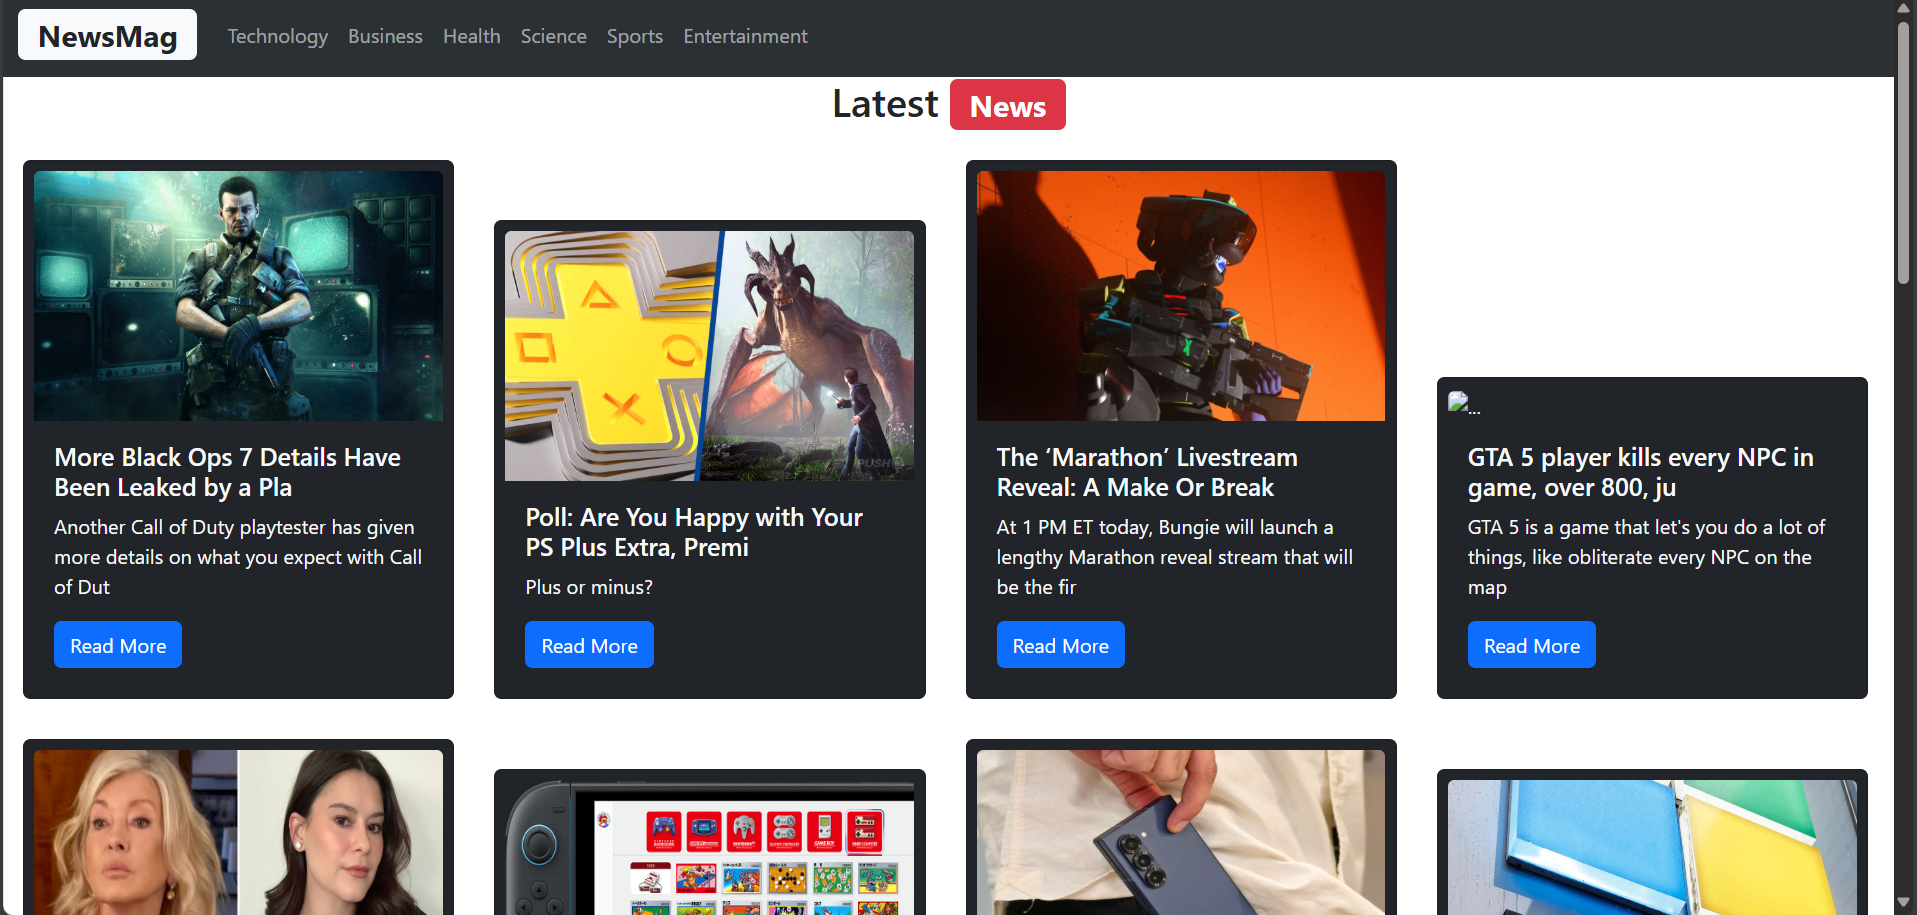 NewsMag Technology Business Health Science Sports Entertainment
Latest News
More Black Ops 7 Details Have
Been Leaked by a Pla
Another Call of Duty playtester has given
more details on what you expect with Call
of Dut
Read More
PUSH
Poll: Are You Happy with Your
PS Plus Extra, Premi
Plus or minus?
Read More
The ‘Marathon’ Livestream
Reveal: A Make Or Break
At 1 PM ET today, Bungie will launch a
lengthy Marathon reveal stream that will
be the fir
Read More
...
GTA 5 player kills every NPC in
game, over 800, ju
GTA 5 is a game that let's you do a lot of
things, like obliterate every NPC on the
map
Read More